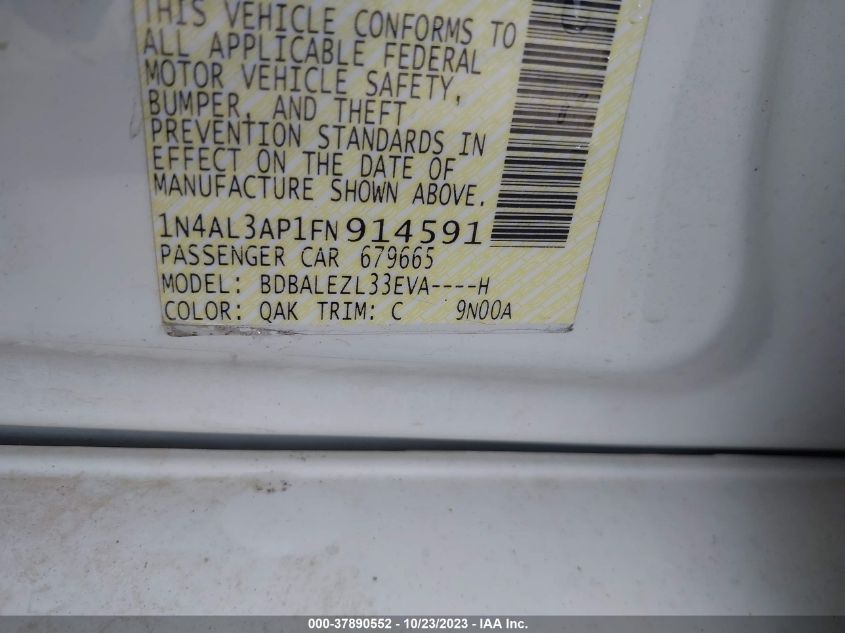 THIS VEHICLE CONFORMS TO
ALL APPLICABLE FEDERAL
MOTOR VEHICLE SAFETY,
BUMPER, AND THEFT
PREVENTION STANDARDS IN
EFFECT ON THE DATE OF
MANUFACTURE SHOWN ABOVE.
1N4AL3AP1FN914591
PASSENGER CAR 679665
MODEL: BDBALEZL33EVA----H
COLOR: QAK TRIM: C 9N00A
000-37890552 - 10/23/2023 - IAA Inc.